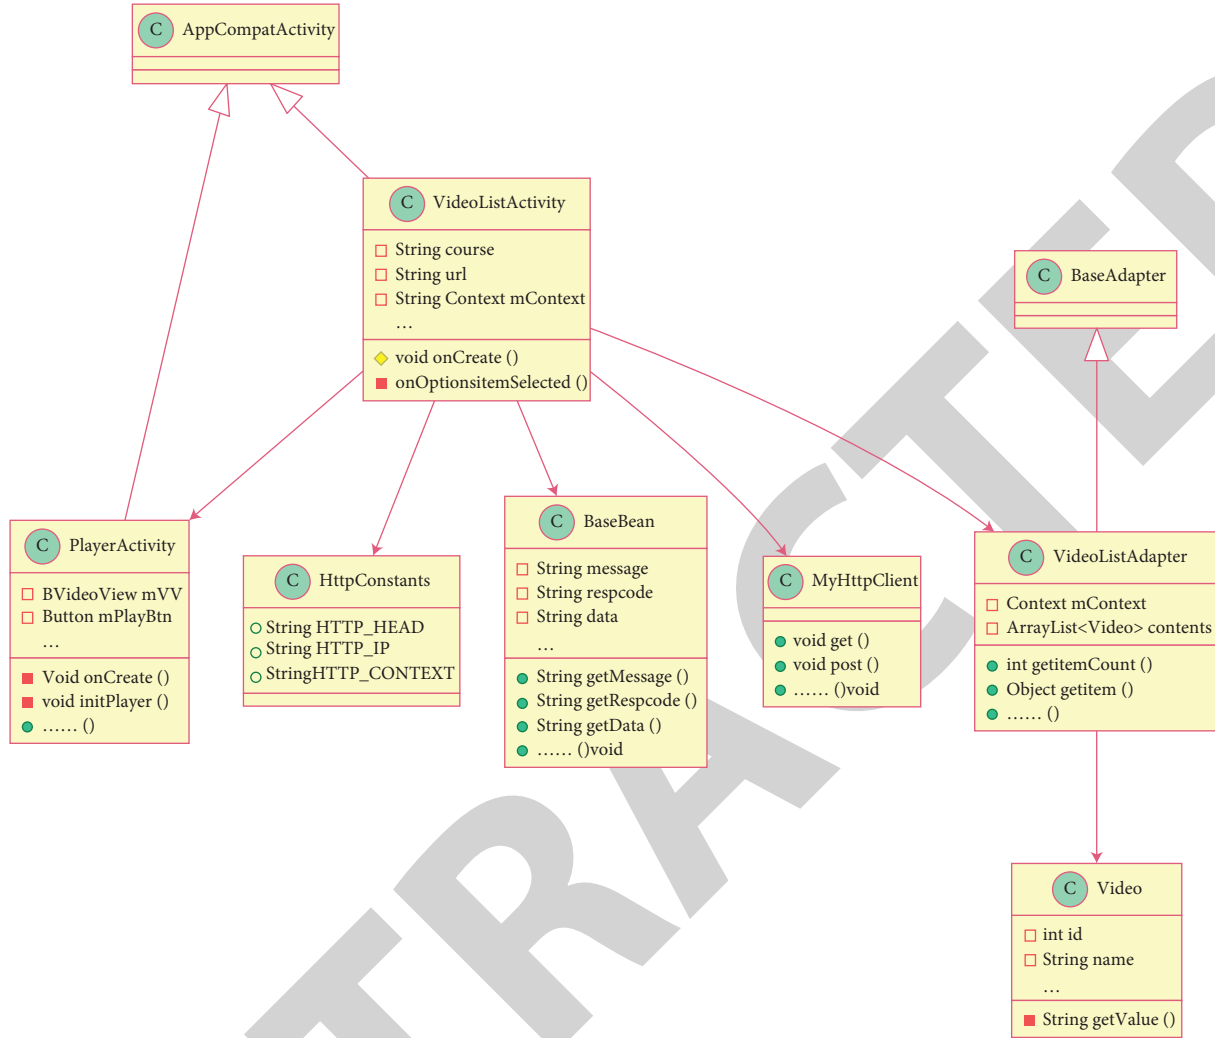 C AppCompatActivity
C VideoListActivity
String course
String url
String Context mContext
...
void onCreate ()
onOptionsitemSelected ()
C BaseAdapter
C PlayerActivity
BVideoView mVV
Button mPlayBtn
...
Void onCreate ()
void initPlayer ()
...... ()
C HttpConstants
String HTTP_HEAD
String HTTP_IP
StringHTTP_CONTEXT
C BaseBean
String message
String respcode
String data
...
String getMessage ()
String getRespcode ()
String getData ()
...... ()void
C MyHttpClient
void get ()
void post ()
...... ()void
C VideoListAdapter
Context mContext
ArrayList<Video> contents
int getitemCount ()
Object getitem ()
...... ()
C Video
int id
String name
...
String getValue ()
TRACTED